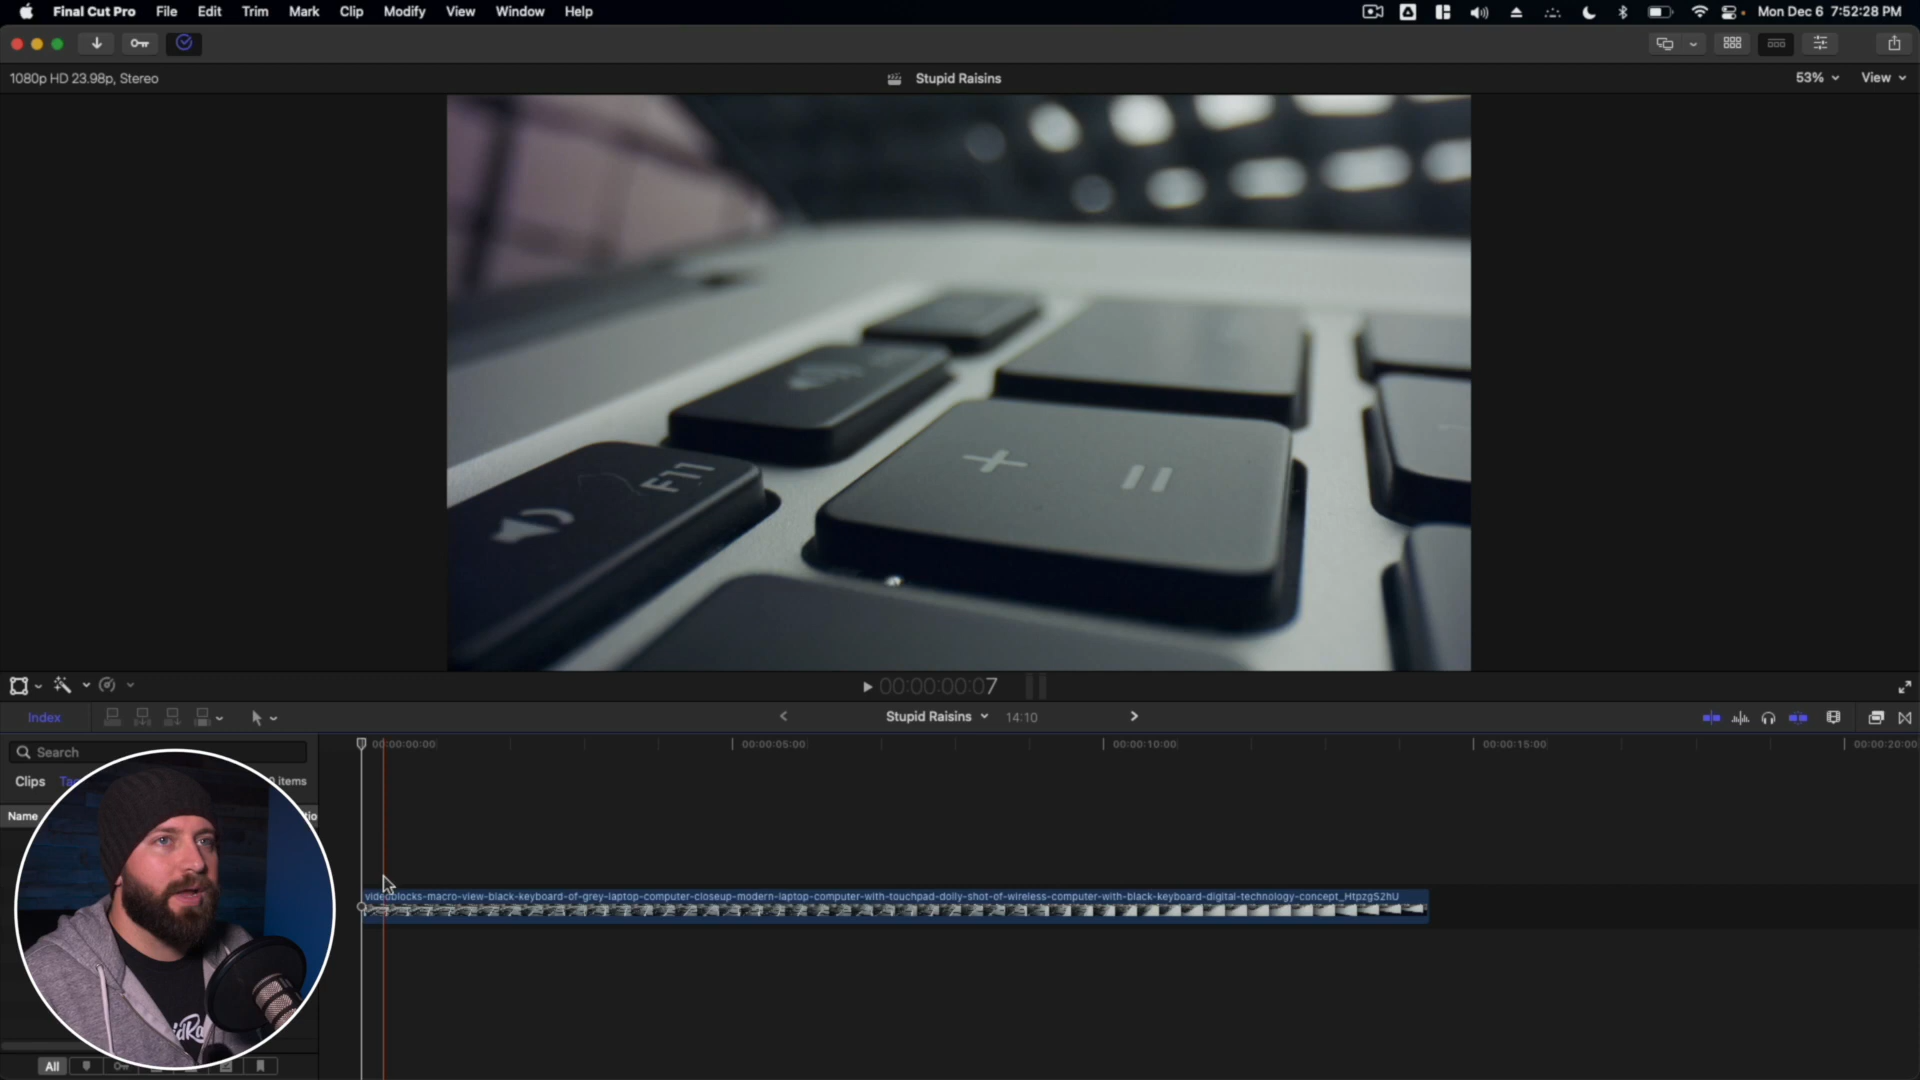 Final Cut Pro File Edit Trim Mark Clip Modify View Window Help Mon Dec 6 7:52:28 PM
1080p HD 23.98p, Stereo Stupid Raisins 53% View
F11
+ =
00:00:00:07
Index Stupid Raisins 14:10
Search 00:00:00:00 00:00:05:00 00:00:10:00 00:00:15:00 00:00:20:00
Clips items
Name
videoblocks-macro-view-black-keyboard-of-grey-laptop-computer-closeup-modern-laptop-computer-with-touchpad-dolly-shot-of-wireless-computer-with-black-keyboard-digital-technology-concept_HtpzgS2hU
All